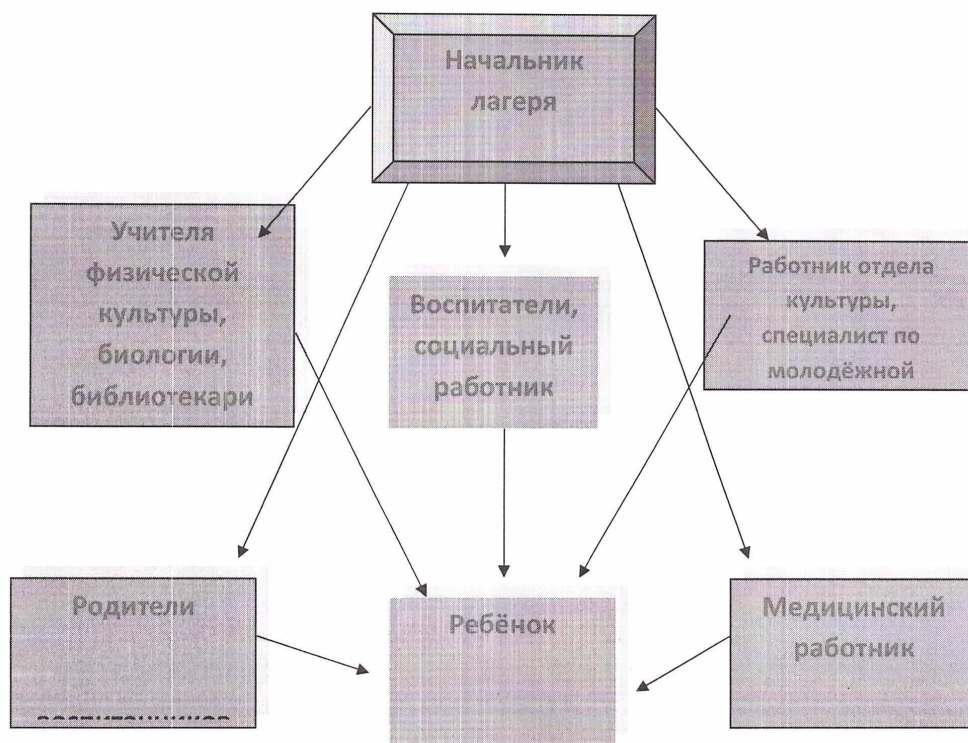 Начальник
лагеря
Учителя
физической
культуры,
биологии,
библиотекари
Воспитатели,
социальный
работник
Работник отдела
культуры,
специалист по
молодёжной
Родители
Ребёнок
Медицинский
работник